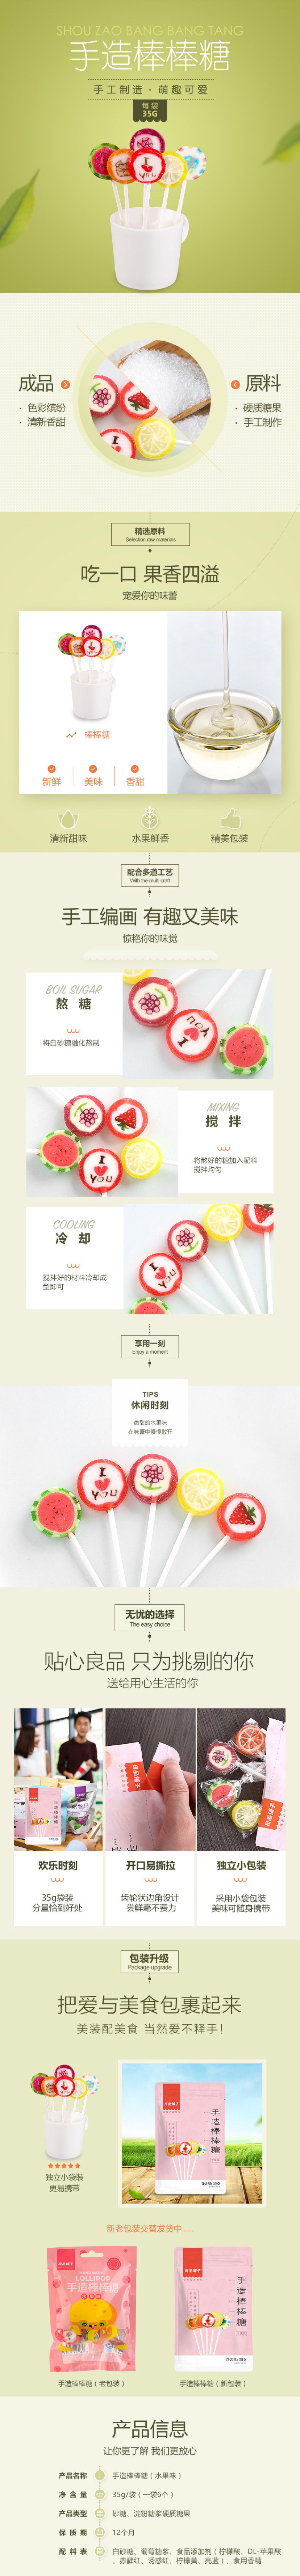 SHOU ZAO BANG BANG TANG
手造棒棒糖
手工制造·萌趣可爱
每袋
35G
I
YOU
成品
· 色彩缤纷
· 清新香甜
原料
· 硬质糖果
· 手工制作
精选原料
Selection raw materials
吃一口 果香四溢
宠爱你的味蕾
棒棒糖
新鲜
美味
香甜
清新甜味
水果鲜香
精美包装
配合多道工艺
With the multi craft
手工编画 有趣又美味
惊艳你的味觉
BOIL SUGAR
熬 糖
将白砂糖融化熬制
MIXING
搅 拌
将熬好的糖加入配料
搅拌均匀
COOLING
冷 却
搅拌好的材料冷却成
型即可
享用一刻
Enjoy a moment
TIPS
休闲时刻
微甜的水果味
在味蕾中慢慢散开
I
You
无忧的选择
The easy choice
贴心良品 只为挑剔的你
送给用心生活的你
欢乐时刻
35g袋装
分量恰到好处
良品铺子
开口易撕拉
齿轮状边角设计
尝鲜毫不费力
良品铺子
独立小包装
采用小袋包装
美味可随身携带
包装升级
Package upgrade
把爱与美食包裹起来
美装配美食 当然爱不释手!
独立小袋装
更易携带
良品铺子
手造棒棒糖
新老包装交替发货中......
良品铺子
LOLLIPOP
手造棒棒糖
手造棒棒糖（老包装）
良品铺子
手造棒棒糖
手造棒棒糖（新包装）
产品信息
让你更了解 我们更放心
产品名称 手造棒棒糖（水果味）
净 含 量 35g/袋（一袋6个）
产品类型 砂糖、淀粉糖浆硬质糖果
保 质 期 12个月
配 料 表 白砂糖、葡萄糖浆、食品添加剂（柠檬酸、DL-苹果酸
、赤藓红、诱惑红、柠檬黄、亮蓝）、食用香精